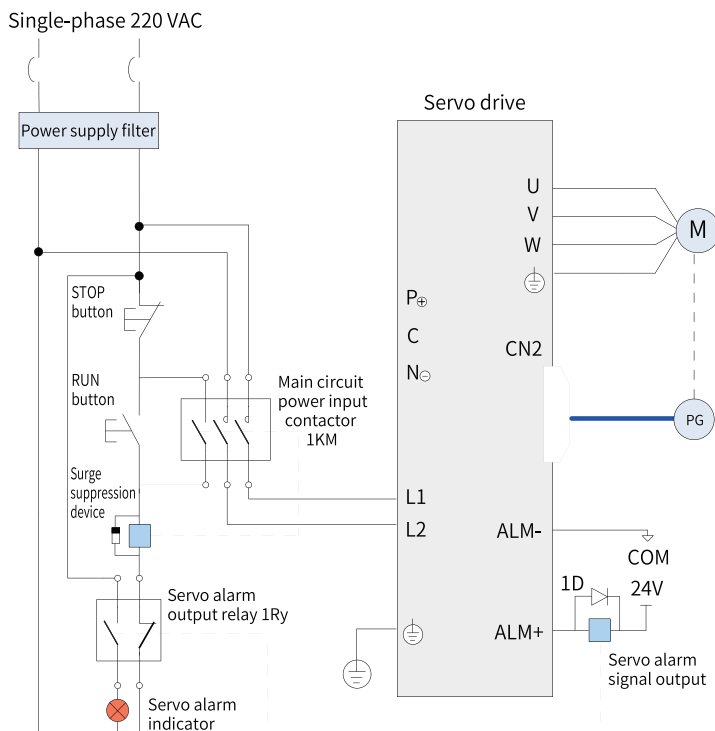 Single-phase 220 VAC
Power supply filter
Servo drive
U
V
W
M
STOP
button
P⊕
C
N⊖
CN2
RUN
button
Main circuit
power input
contactor
1KM
PG
Surge
suppression
device
L1
L2
ALM-
COM
1D
24V
Servo alarm
output relay 1Ry
ALM+
Servo alarm
signal output
Servo alarm
indicator